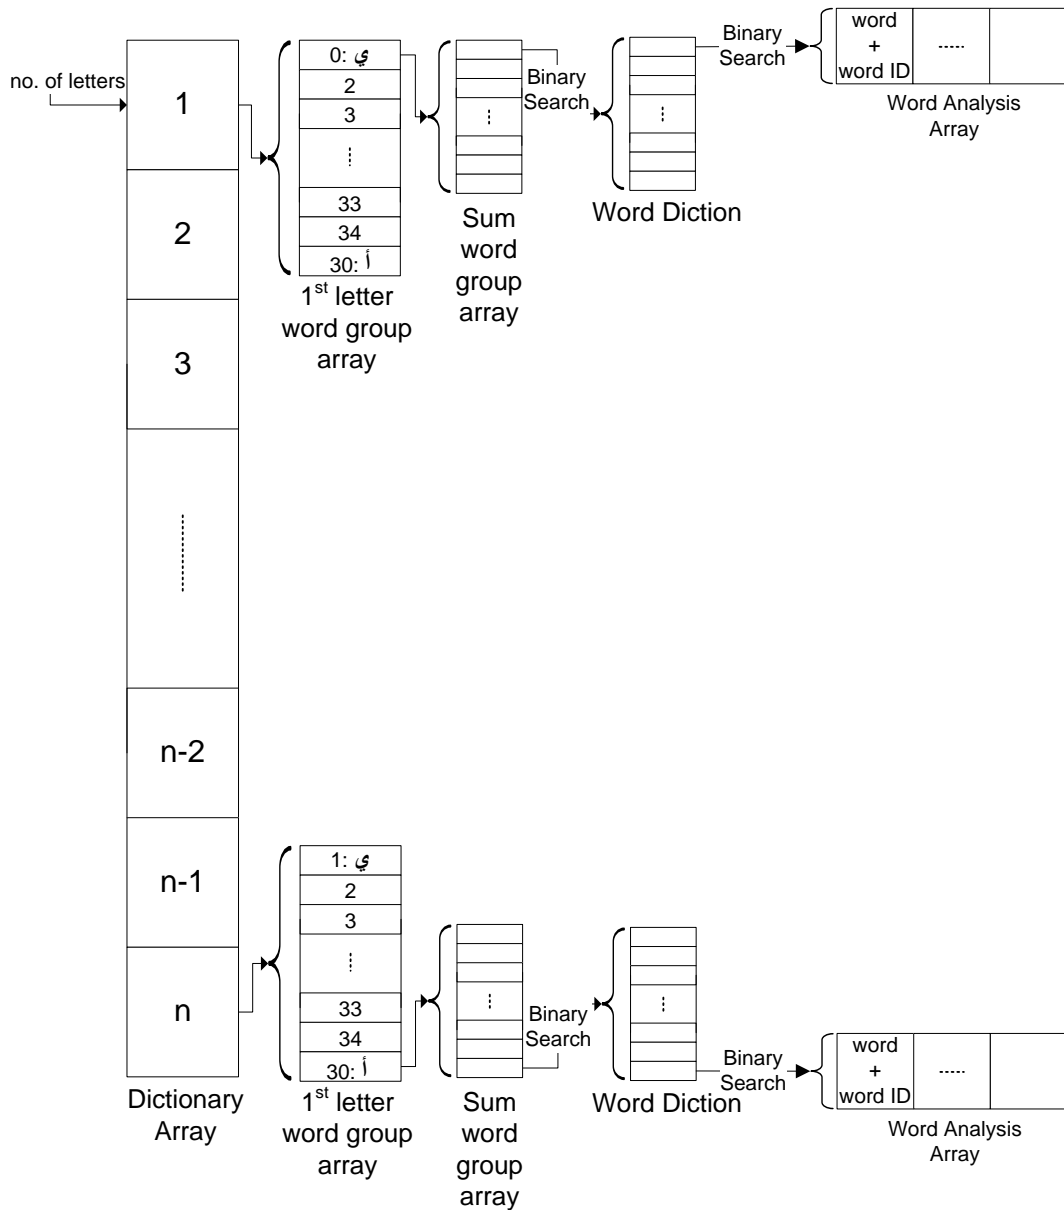 no. of letters
1
2
3
n-2
n-1
n
Dictionary
Array
0: ي
2
3
33
34
30: أ
1st letter
word group
array
Sum
word
group
array
Binary
Search
Word Diction
Binary
Search
word
+
word ID
Word Analysis
Array
1: ي
2
3
33
34
30: أ
1st letter
word group
array
Sum
word
group
array
Binary
Search
Word Diction
Binary
Search
word
+
word ID
Word Analysis
Array